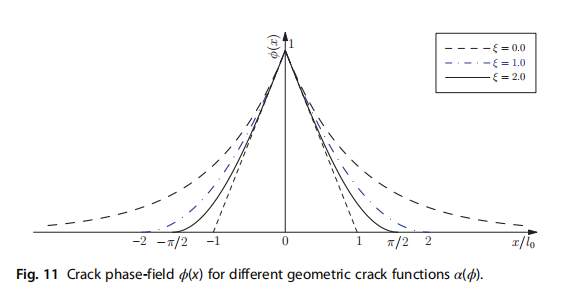 ϕ(x)
1
ξ = 0.0
ξ = 1.0
ξ = 2.0
−2 −π/2 −1 0 1 π/2 2 x/l₀
Fig. 11 Crack phase-field ϕ(x) for different geometric crack functions α(ϕ).